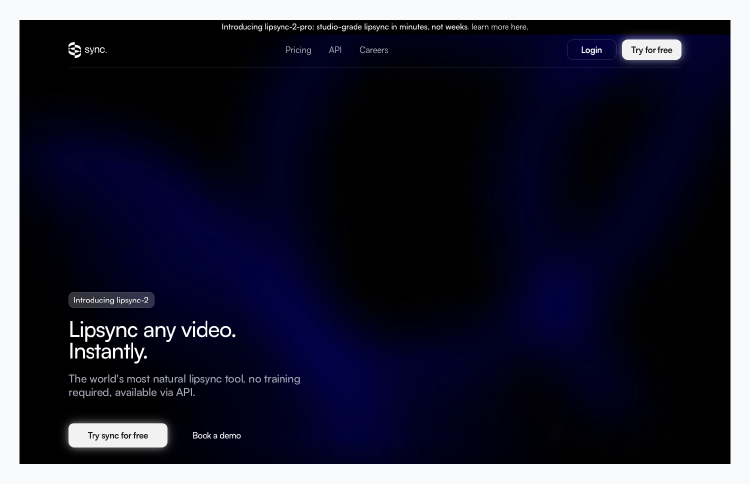 Introducing lipsync-2-pro: studio-grade lipsync in minutes, not weeks. learn more here.
sync.
Pricing
API
Careers
Login
Try for free
Introducing lipsync-2
Lipsync any video.
Instantly.
The world's most natural lipsync tool, no training
required, available via API.
Try sync for free
Book a demo